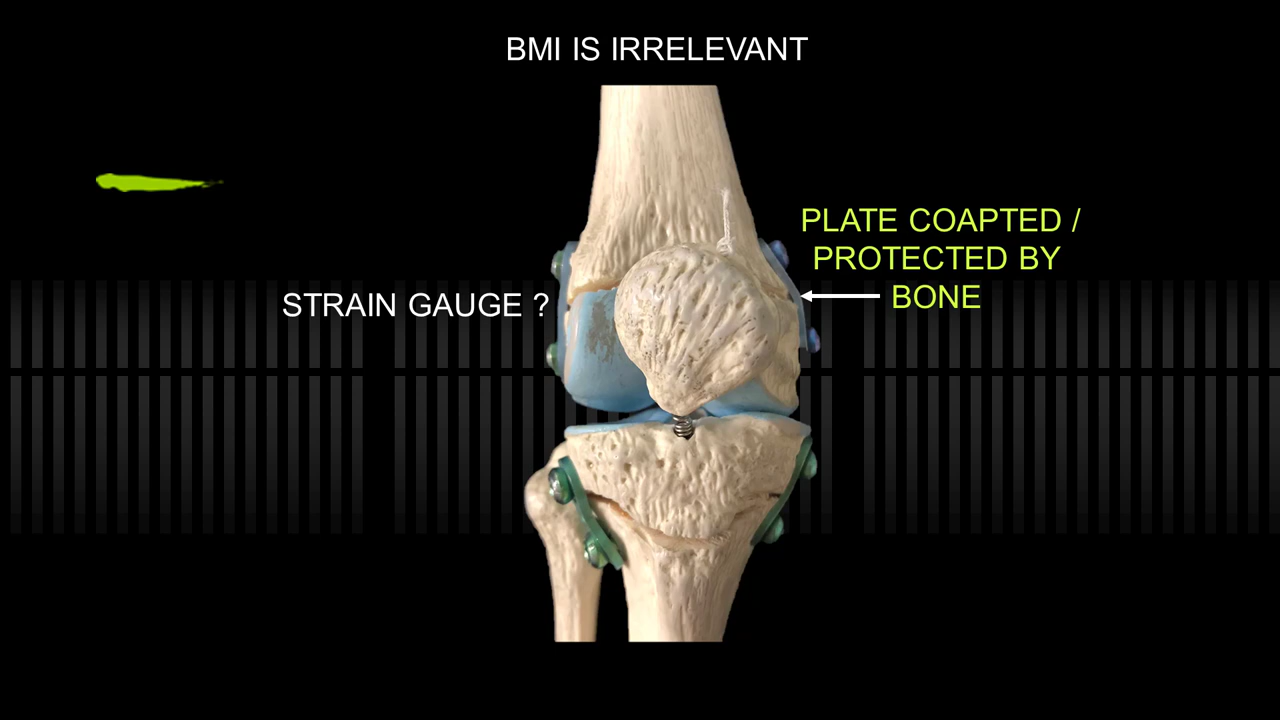 BMI IS IRRELEVANT
PLATE COAPTED /
PROTECTED BY
BONE
STRAIN GAUGE ?